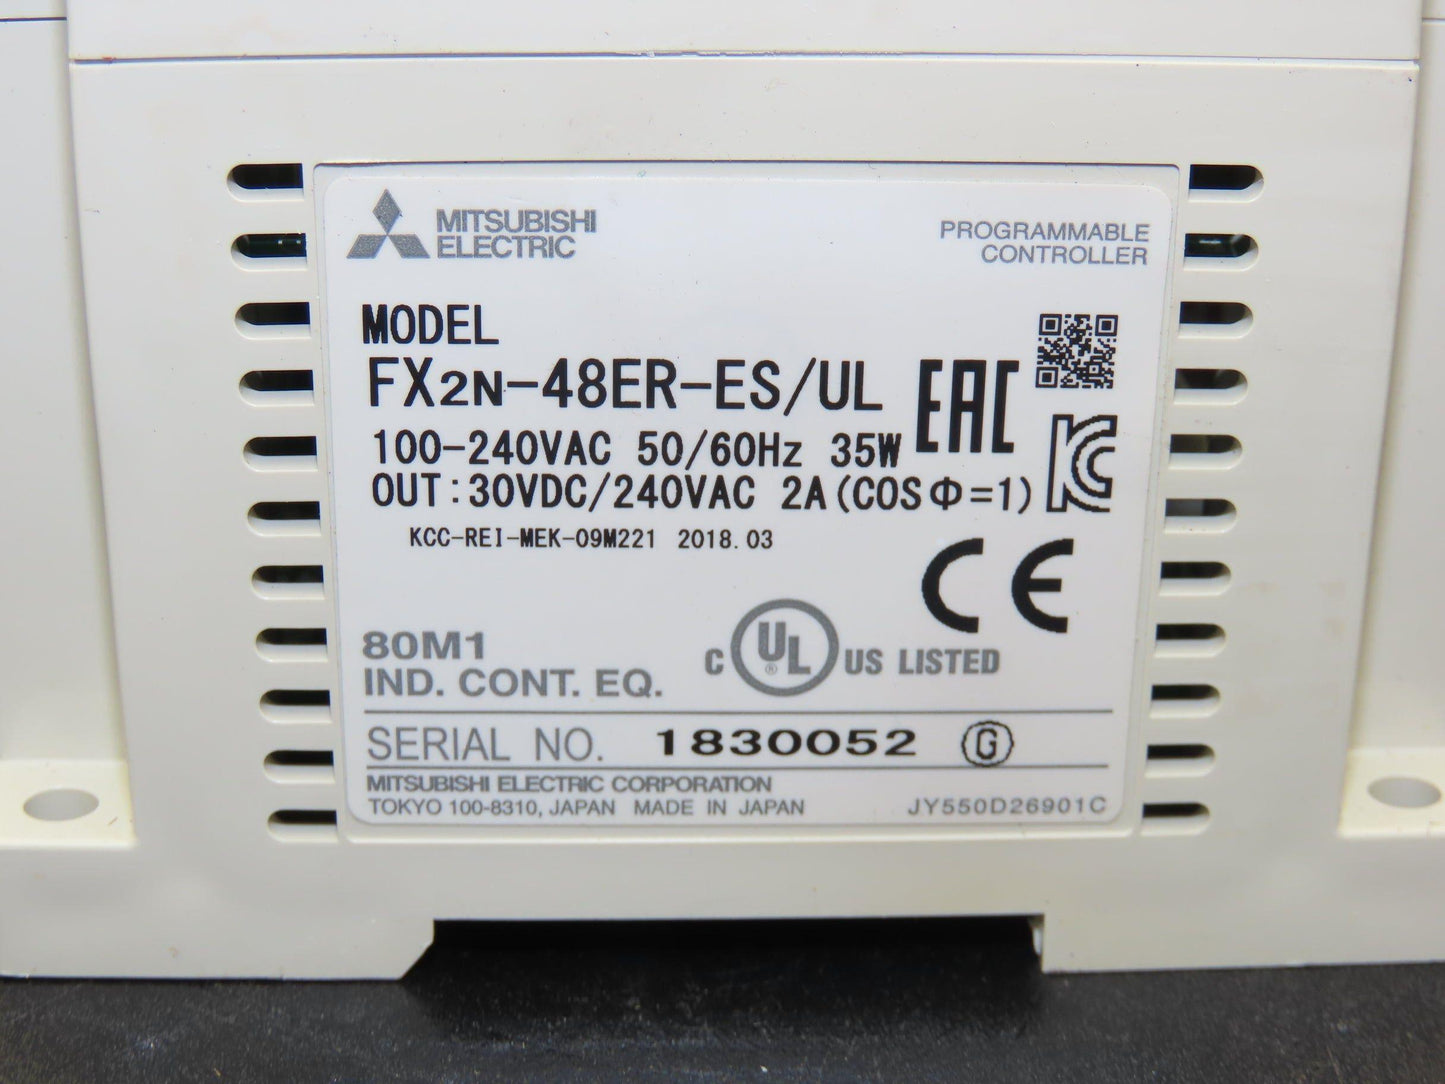 MITSUBISHI
ELECTRIC
PROGRAMMABLE
CONTROLLER
MODEL
FX2N-48ER-ES/UL
EAC
100-240VAC 50/60Hz 35W
OUT:30VDC/240VAC 2A(COSΦ=1)
KC
KCC-REI-MEK-09M221 2018.03
CE
80M1
IND. CONT. EQ.
C UL® US LISTED
SERIAL NO. 1830052 G
MITSUBISHI ELECTRIC CORPORATION
TOKYO 100-8310, JAPAN MADE IN JAPAN JY550D26901C